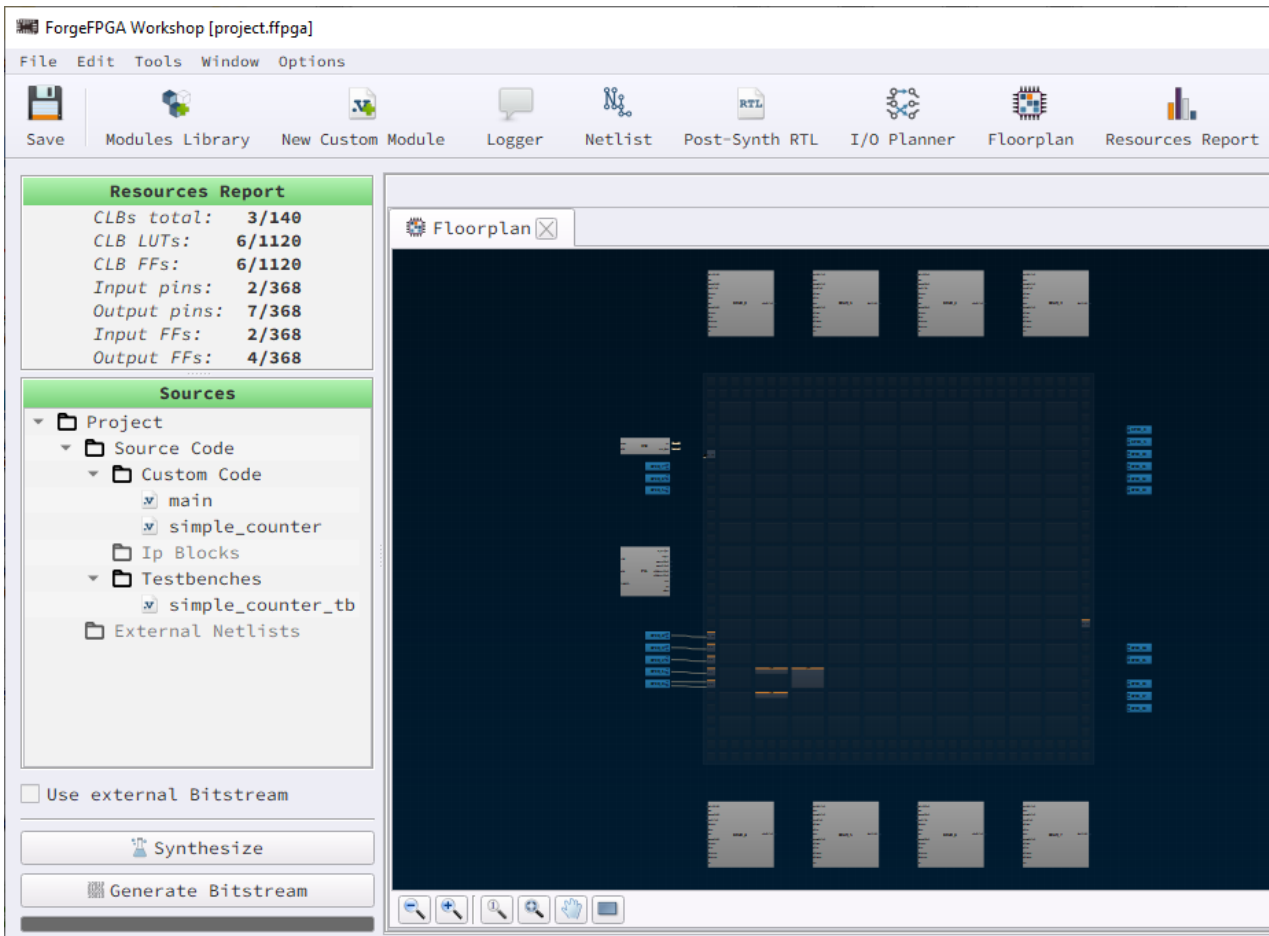 ForgeFPGA Workshop [project.ffpga]
File Edit Tools Window Options
Save Modules Library New Custom Module Logger Netlist Post-Synth RTL I/O Planner Floorplan Resources Report
RTL
Resources Report
CLBs total: 3/140
CLB LUTs: 6/1120
CLB FFs: 6/1120
Input pins: 2/368
Output pins: 7/368
Input FFs: 2/368
Output FFs: 4/368
Floorplan
Sources
Project
Source Code
Custom Code
main
simple_counter
Ip Blocks
Testbenches
simple_counter_tb
External Netlists
Use external Bitstream
Synthesize
Generate Bitstream